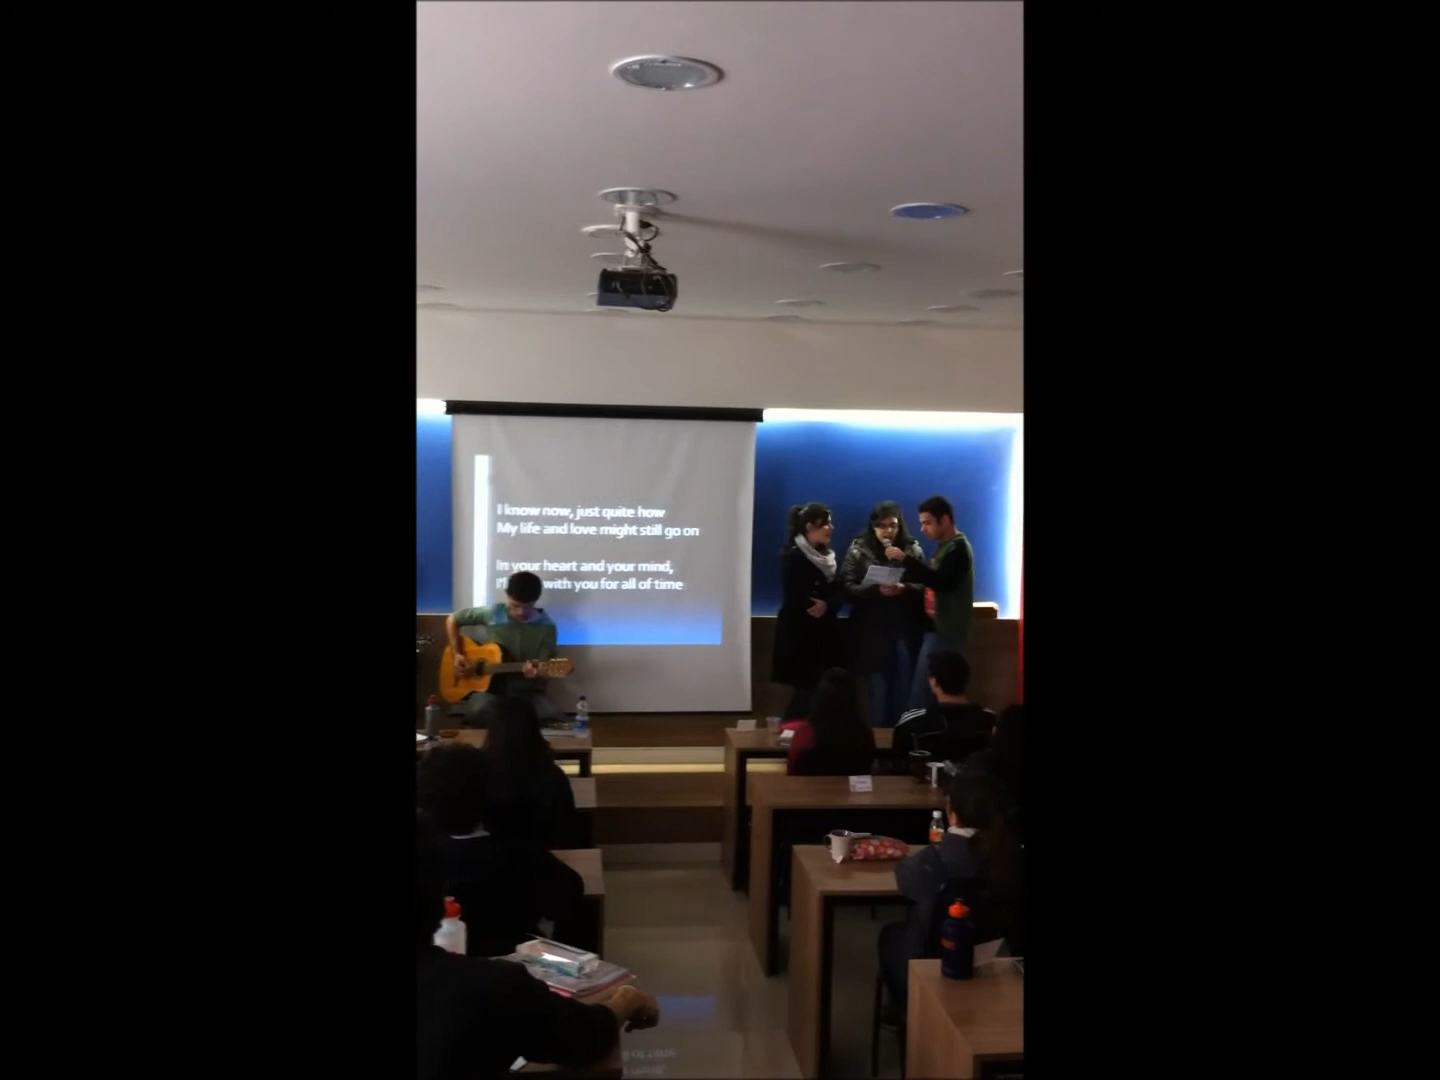 I know now, just quite how
My life and love might still go on
In your heart and your mind,
with you for all of time